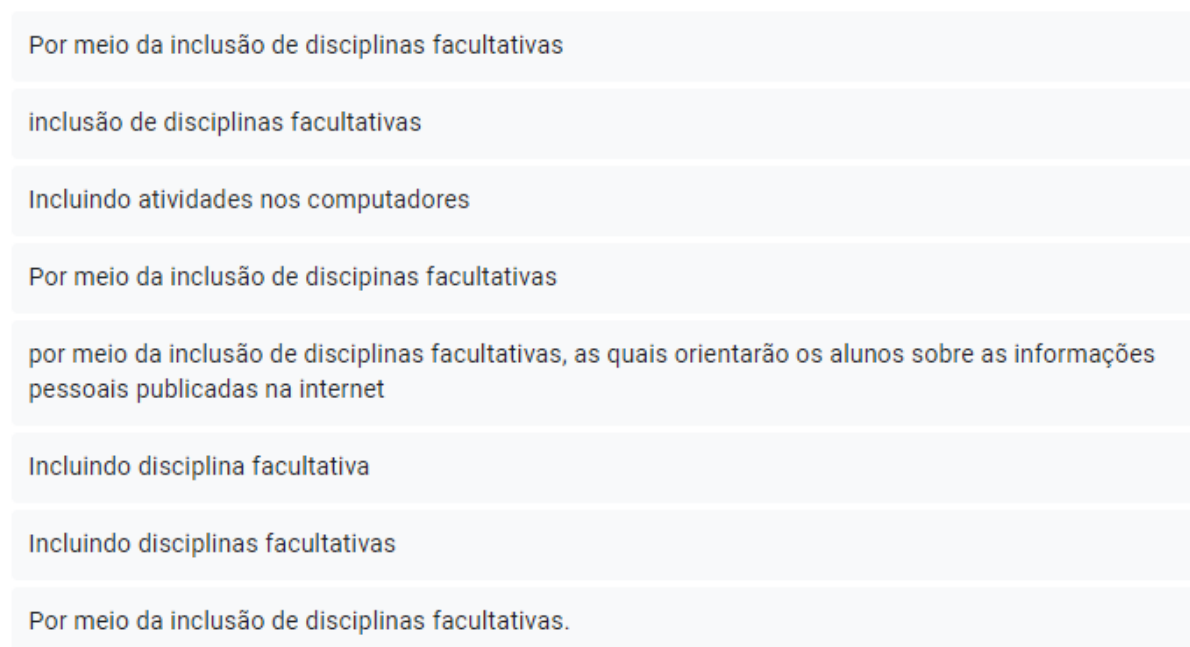 Por meio da inclusão de disciplinas facultativas
inclusão de disciplinas facultativas
Incluindo atividades nos computadores
Por meio da inclusão de discipinas facultativas
por meio da inclusão de disciplinas facultativas, as quais orientarão os alunos sobre as informações
pessoais publicadas na internet
Incluindo disciplina facultativa
Incluindo disciplinas facultativas
Por meio da inclusão de disciplinas facultativas.